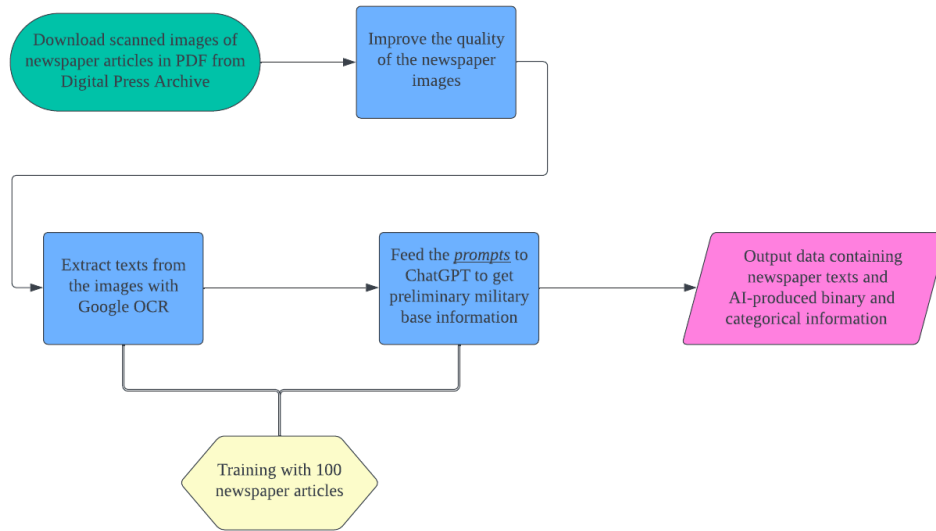 Download scanned images of
newspaper articles in PDF from
Digital Press Archive
Improve the quality
of the newspaper
images
Extract texts from
the images with
Google OCR
Feed the prompts to
ChatGPT to get
preliminary military
base information
Output data containing
newspaper texts and
AI-produced binary and
categorical information
Training with 100
newspaper articles